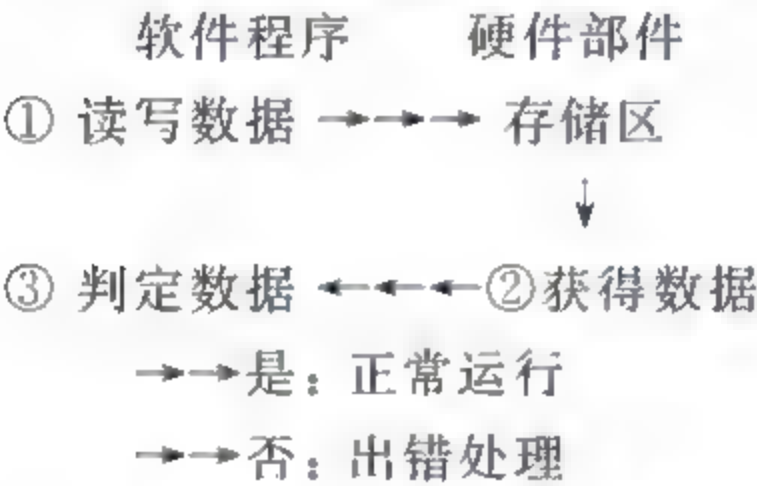 软件程序 硬件部件
① 读写数据 →→→ 存储区
↓
③ 判定数据 ←←←②获得数据
→→是：正常运行
→→否：出错处理